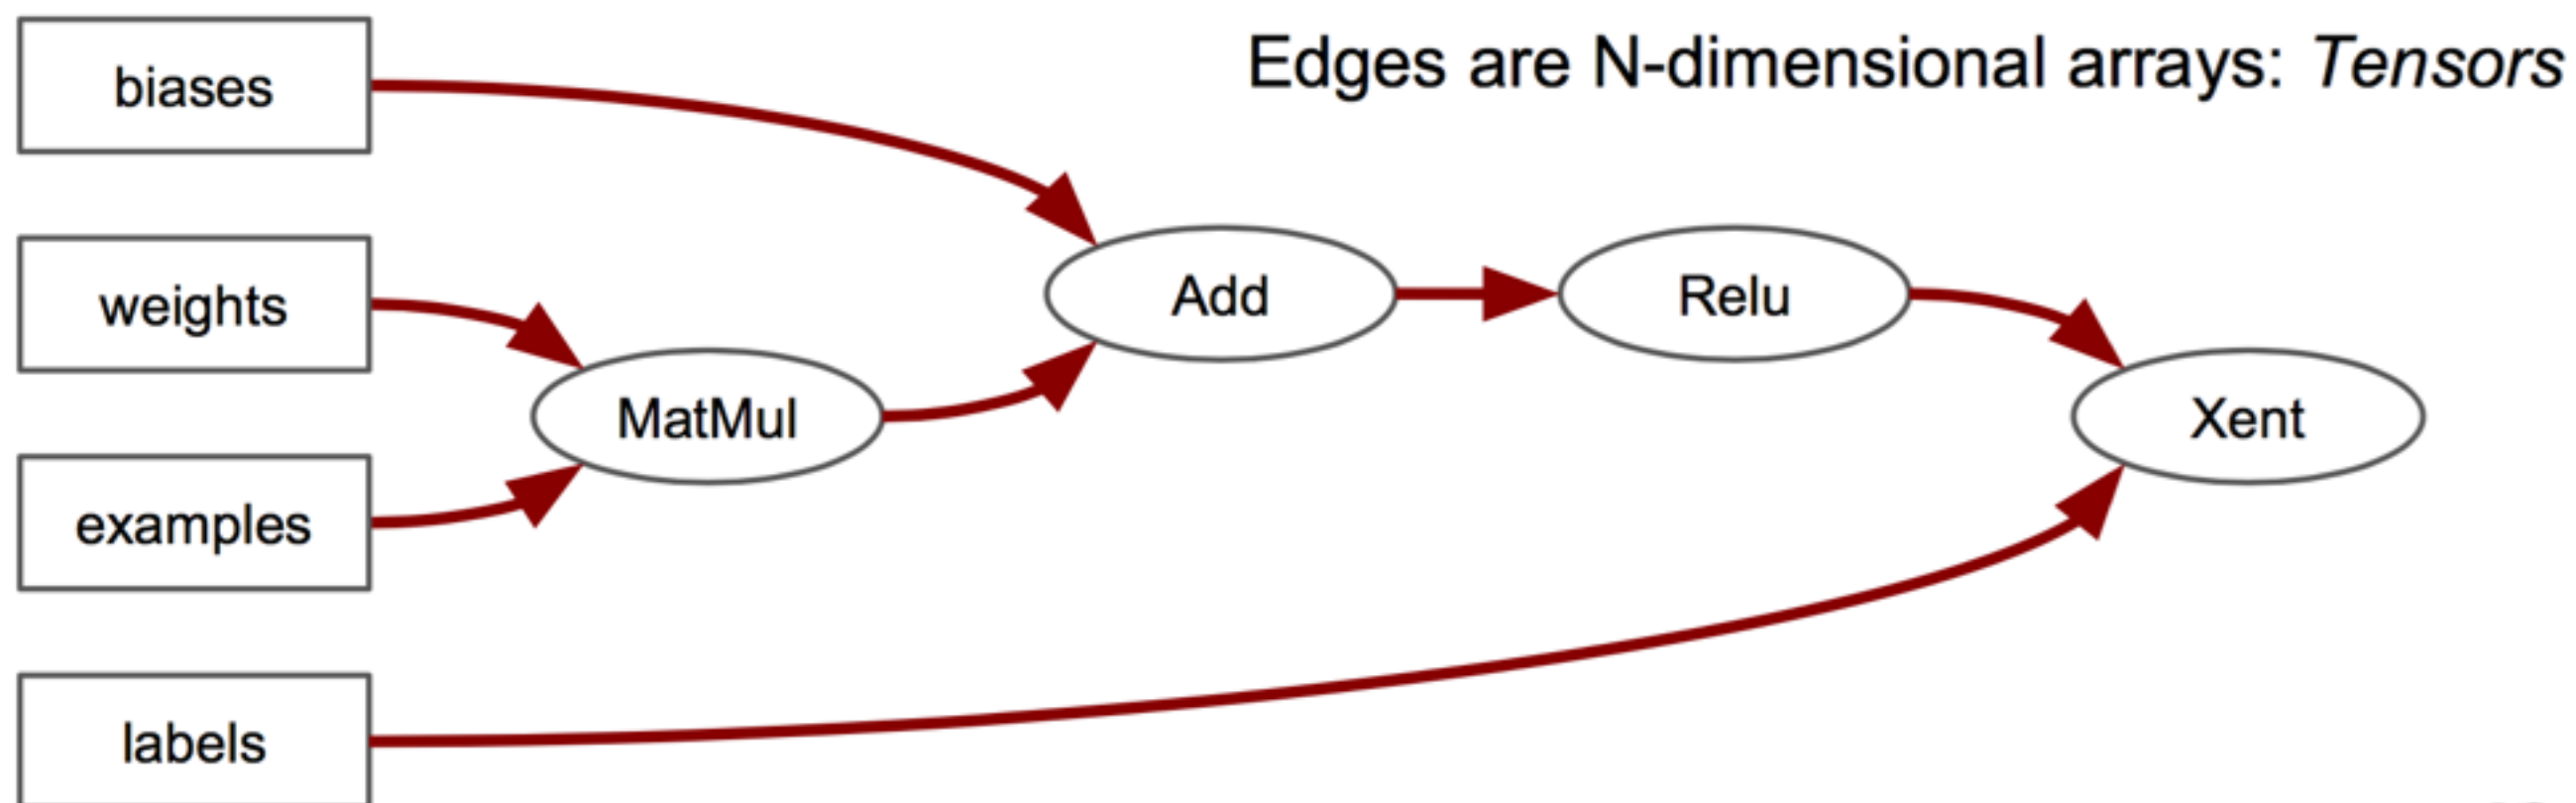 Edges are N-dimensional arrays: Tensors
biases
weights
examples
labels
MatMul
Add
Relu
Xent